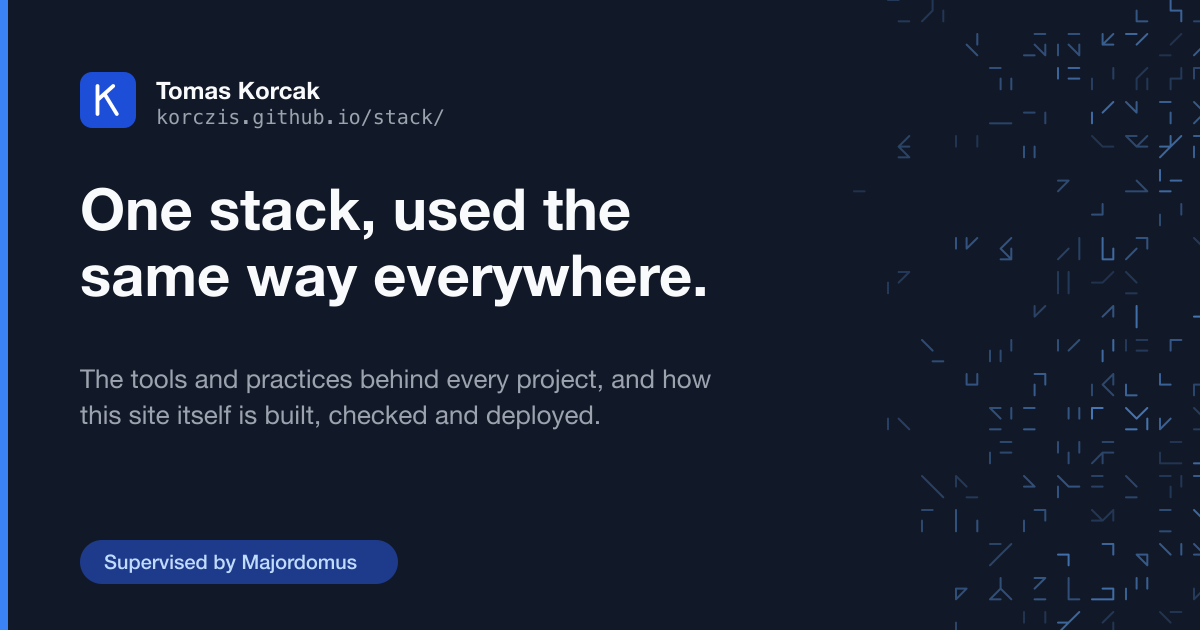 K
Tomas Korcak
korczis.github.io/stack/
One stack, used the
same way everywhere.
The tools and practices behind every project, and how
this site itself is built, checked and deployed.
Supervised by Majordomus